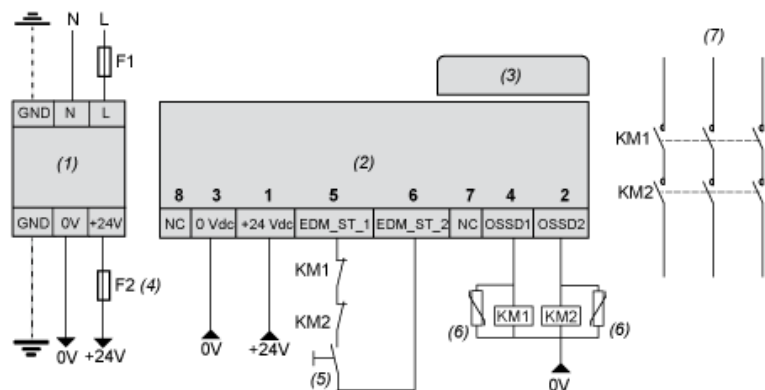 N L
F1
(7)
(3)
GND N L
KM1
(1)
(2)
KM2
8 3 1 5 6 7 4 2
GND 0V +24V
NC 0 Vdc +24 Vdc EDM_ST_1 EDM_ST_2 NC OSSD1 OSSD2
KM1
F2 (4)
KM2
KM1 KM2
(6) (6)
0V +24V
0V +24V
(5)
0V